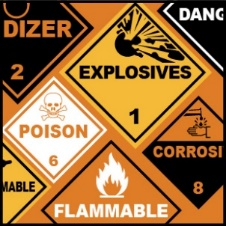 DIZER
2
DANG
EXPLOSIVES
1
POISON
6
CORROSI
8
MABLE
FLAMMABLE